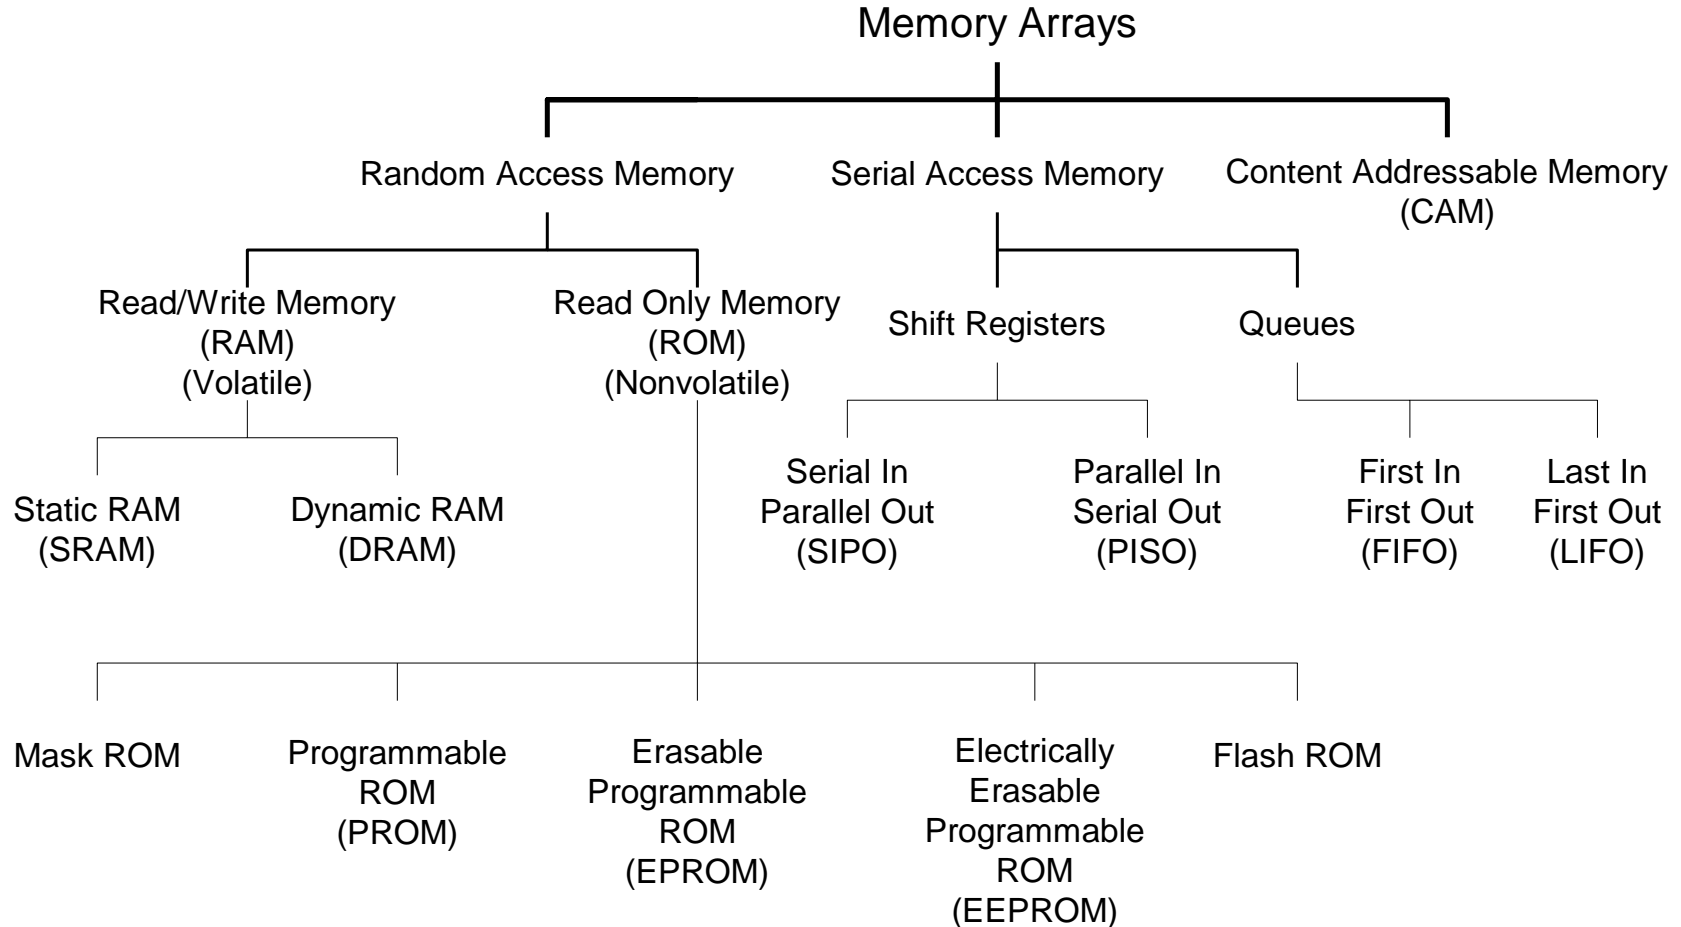 Memory Arrays
Random Access Memory
Serial Access Memory
Content Addressable Memory
(CAM)
Read/Write Memory
(RAM)
(Volatile)
Read Only Memory
(ROM)
(Nonvolatile)
Shift Registers
Queues
Static RAM
(SRAM)
Dynamic RAM
(DRAM)
Serial In
Parallel Out
(SIPO)
Parallel In
Serial Out
(PISO)
First In
First Out
(FIFO)
Last In
First Out
(LIFO)
Mask ROM
Programmable
ROM
(PROM)
Erasable
Programmable
ROM
(EPROM)
Electrically
Erasable
Programmable
ROM
(EEPROM)
Flash ROM